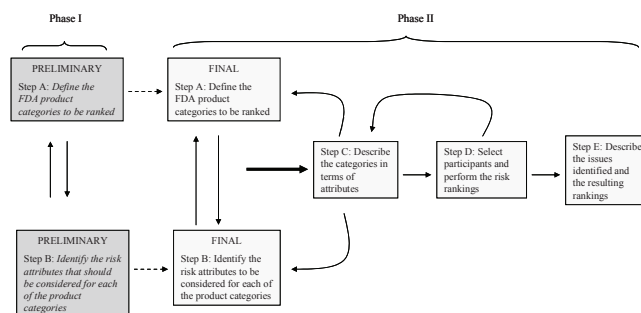 Phase I
Phase II
PRELIMINARY
Step A: Define the
FDA product
categories to be ranked
FINAL
Step A: Define the
FDA product
categories to be ranked
Step C: Describe
the categories in
terms of
attributes
Step D: Select
participants and
perform the risk
rankings
Step E: Describe
the issues
identified and
the resulting
rankings
PRELIMINARY
Step B: Identify the risk
attributes that should
be considered for each
of the product
categories
FINAL
Step B: Identify the
risk attributes to be
considered for each of
the product categories